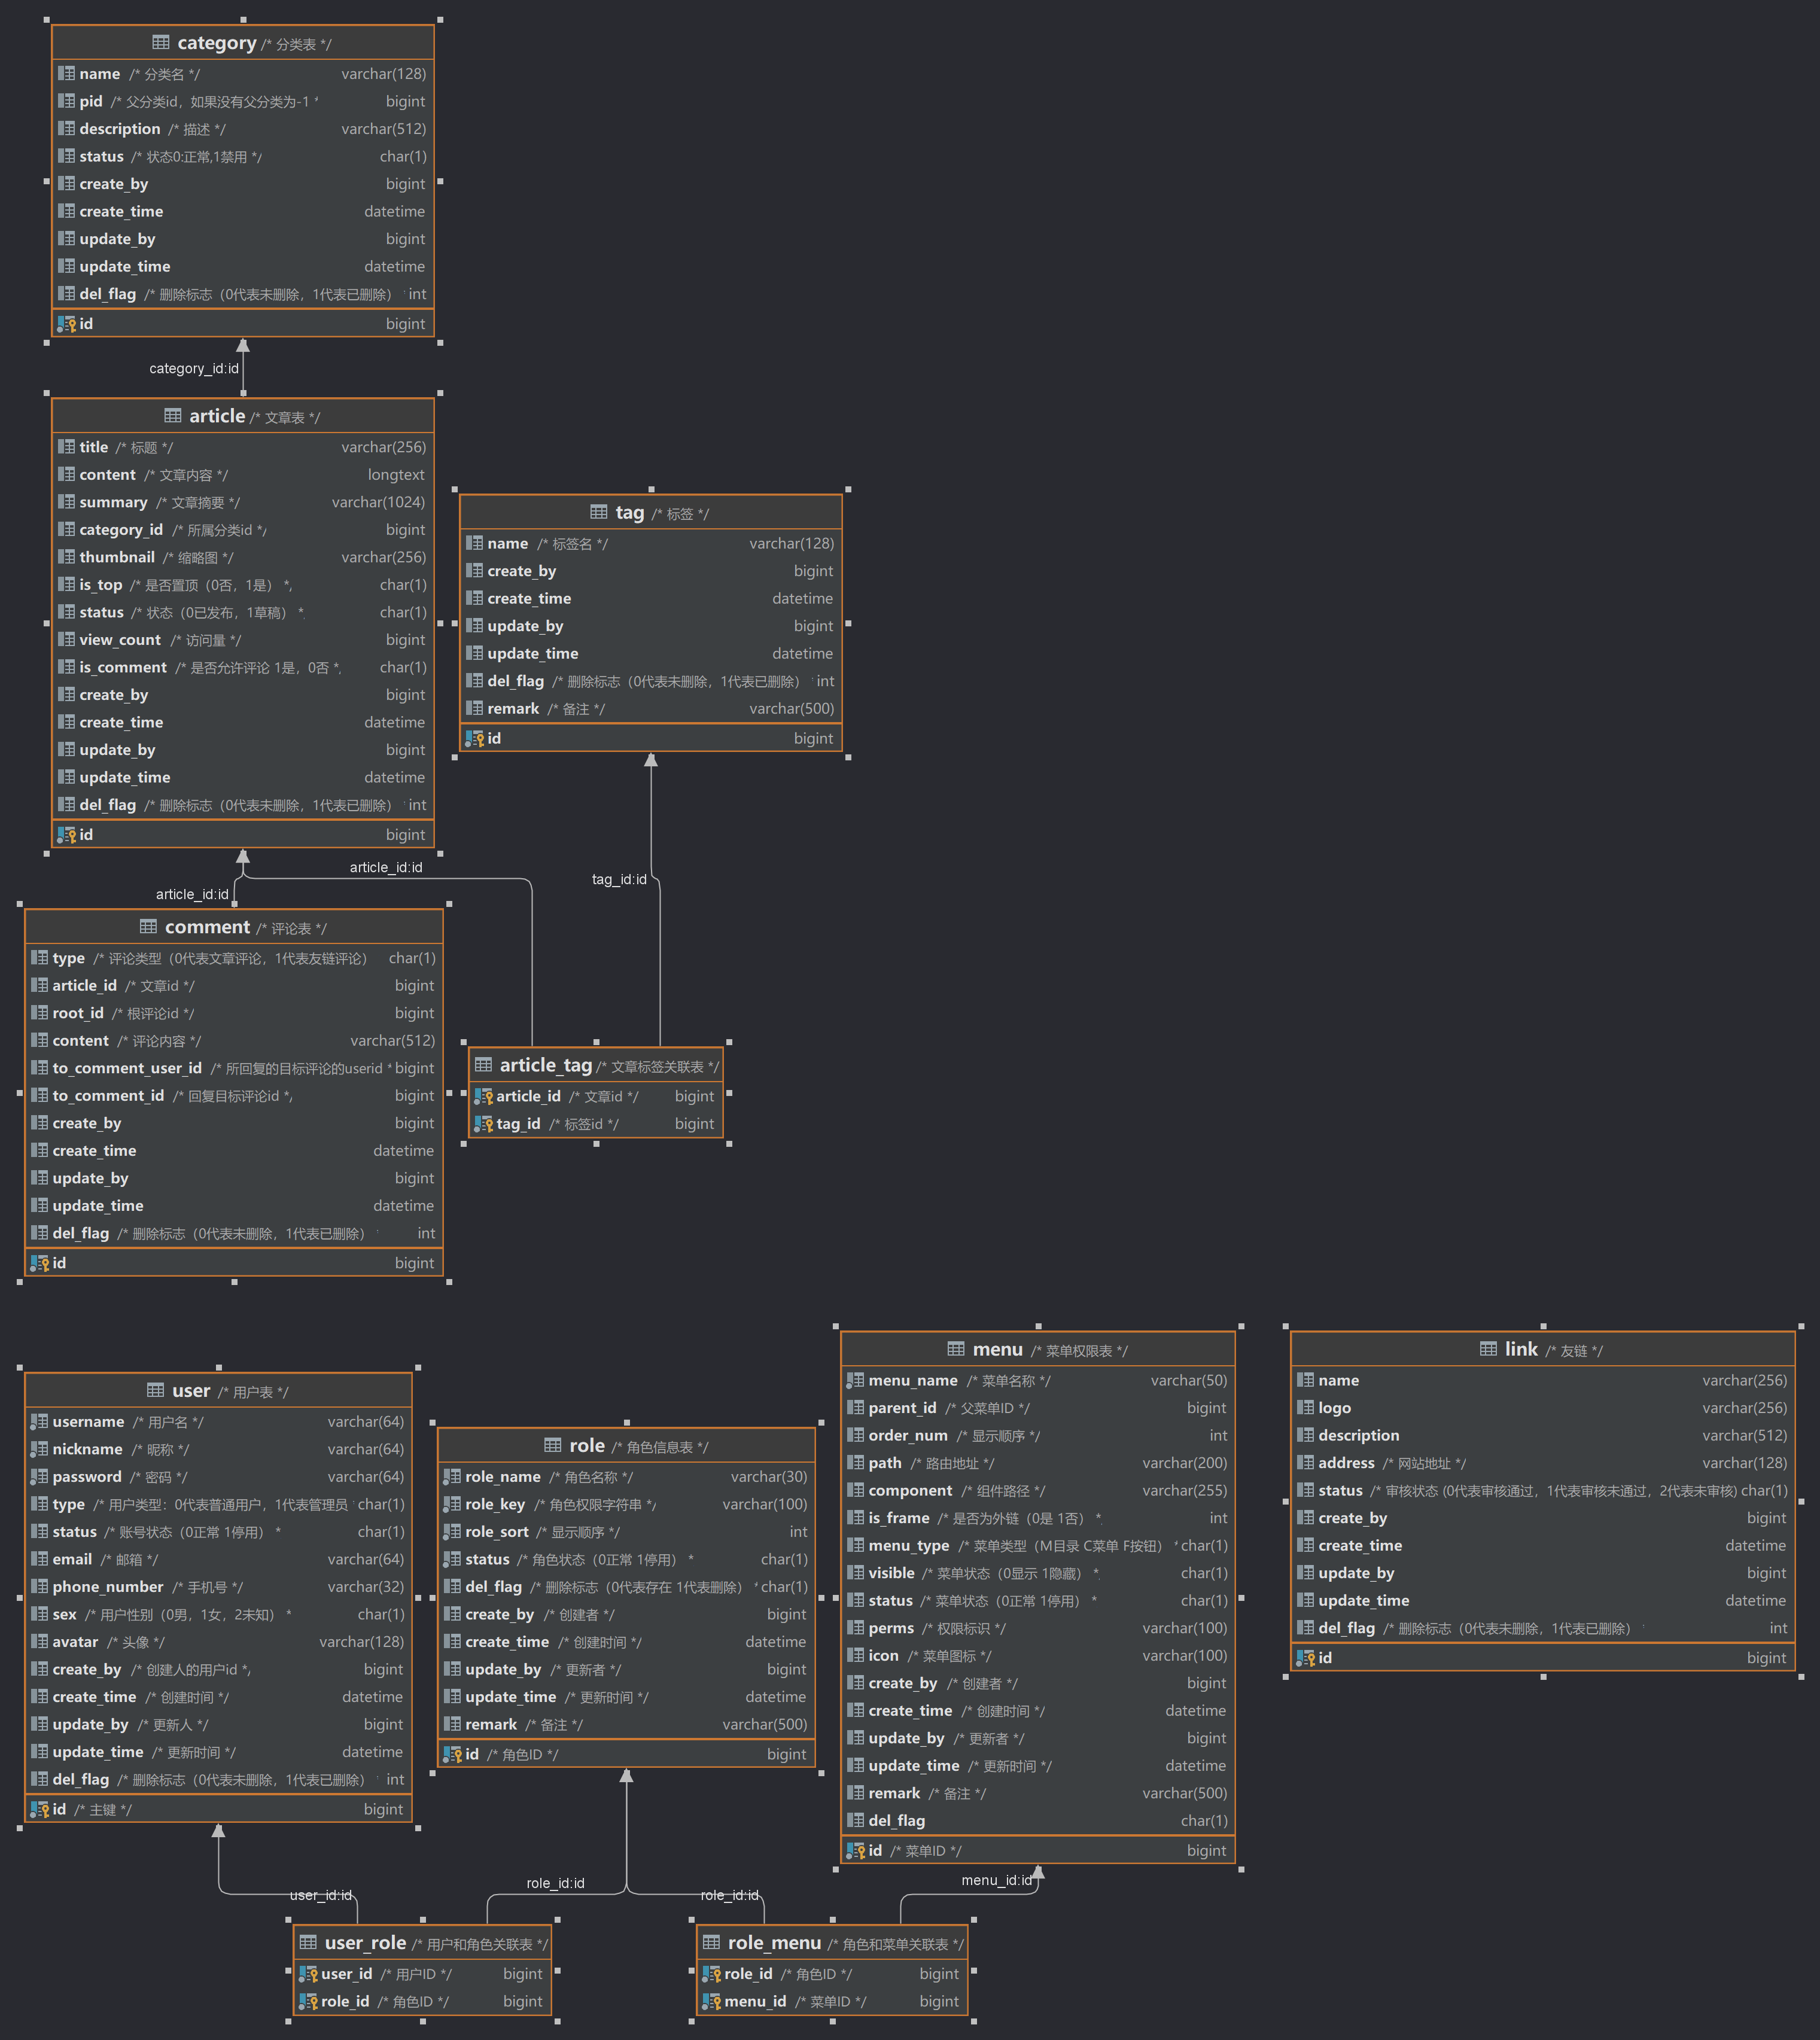 category /* 分类表 */
name /* 分类名 */ varchar(128)
pid /* 父分类id，如果没有父分类为-1 * bigint
description /* 描述 */ varchar(512)
status /* 状态0:正常,1禁用 */ char(1)
create_by bigint
create_time datetime
update_by bigint
update_time datetime
del_flag /* 删除标志（0代表未删除，1代表已删除） int
id bigint
category_id:id
article /* 文章表 */
title /* 标题 */ varchar(256)
content /* 文章内容 */ longtext
summary /* 文章摘要 */ varchar(1024)
category_id /* 所属分类id */ bigint
thumbnail /* 缩略图 */ varchar(256)
is_top /* 是否置顶（0否，1是） */ char(1)
status /* 状态（0已发布，1草稿） * char(1)
view_count /* 访问量 */ bigint
is_comment /* 是否允许评论 1是，0否 */ char(1)
create_by bigint
create_time datetime
update_by bigint
update_time datetime
del_flag /* 删除标志（0代表未删除，1代表已删除） int
id bigint
tag /* 标签 */
name /* 标签名 */ varchar(128)
create_by bigint
create_time datetime
update_by bigint
update_time datetime
del_flag /* 删除标志（0代表未删除，1代表已删除） int
remark /* 备注 */ varchar(500)
id bigint
article_id:id
tag_id:id
article_id:id
comment /* 评论表 */
type /* 评论类型（0代表文章评论，1代表友链评论） char(1)
article_id /* 文章id */ bigint
root_id /* 根评论id */ bigint
content /* 评论内容 */ varchar(512)
to_comment_user_id /* 所回复的目标评论的userid * bigint
to_comment_id /* 回复目标评论id */ bigint
create_by bigint
create_time datetime
update_by bigint
update_time datetime
del_flag /* 删除标志（0代表未删除，1代表已删除） int
id bigint
article_tag /* 文章标签关联表 */
article_id /* 文章id */ bigint
tag_id /* 标签id */ bigint
user /* 用户表 */
username /* 用户名 */ varchar(64)
nickname /* 昵称 */ varchar(64)
password /* 密码 */ varchar(64)
type /* 用户类型：0代表普通用户，1代表管理员 * char(1)
status /* 账号状态（0正常 1停用） * char(1)
email /* 邮箱 */ varchar(64)
phone_number /* 手机号 */ varchar(32)
sex /* 用户性别（0男，1女，2未知） * char(1)
avatar /* 头像 */ varchar(128)
create_by /* 创建人的用户id */ bigint
create_time /* 创建时间 */ datetime
update_by /* 更新人 */ bigint
update_time /* 更新时间 */ datetime
del_flag /* 删除标志（0代表未删除，1代表已删除） int
id /* 主键 */ bigint
role /* 角色信息表 */
role_name /* 角色名称 */ varchar(30)
role_key /* 角色权限字符串 */ varchar(100)
role_sort /* 显示顺序 */ int
status /* 角色状态（0正常 1停用） * char(1)
del_flag /* 删除标志（0代表存在 1代表删除） * char(1)
create_by /* 创建者 */ bigint
create_time /* 创建时间 */ datetime
update_by /* 更新者 */ bigint
update_time /* 更新时间 */ datetime
remark /* 备注 */ varchar(500)
id /* 角色ID */ bigint
menu /* 菜单权限表 */
menu_name /* 菜单名称 */ varchar(50)
parent_id /* 父菜单ID */ bigint
order_num /* 显示顺序 */ int
path /* 路由地址 */ varchar(200)
component /* 组件路径 */ varchar(255)
is_frame /* 是否为外链（0是 1否） * int
menu_type /* 菜单类型（M目录 C菜单 F按钮） * char(1)
visible /* 菜单状态（0显示 1隐藏） * char(1)
status /* 菜单状态（0正常 1停用） * char(1)
perms /* 权限标识 */ varchar(100)
icon /* 菜单图标 */ varchar(100)
create_by /* 创建者 */ bigint
create_time /* 创建时间 */ datetime
update_by /* 更新者 */ bigint
update_time /* 更新时间 */ datetime
remark /* 备注 */ varchar(500)
del_flag char(1)
id /* 菜单ID */ bigint
link /* 友链 */
name varchar(256)
logo varchar(256)
description varchar(512)
address /* 网站地址 */ varchar(128)
status /* 审核状态 (0代表审核通过，1代表审核未通过，2代表未审核) char(1)
create_by bigint
create_time datetime
update_by bigint
update_time datetime
del_flag /* 删除标志（0代表未删除，1代表已删除） int
id bigint
user_id:id
role_id:id
role_id:id
menu_id:id
user_role /* 用户和角色关联表 */
user_id /* 用户ID */ bigint
role_id /* 角色ID */ bigint
role_menu /* 角色和菜单关联表 */
role_id /* 角色ID */ bigint
menu_id /* 菜单ID */ bigint